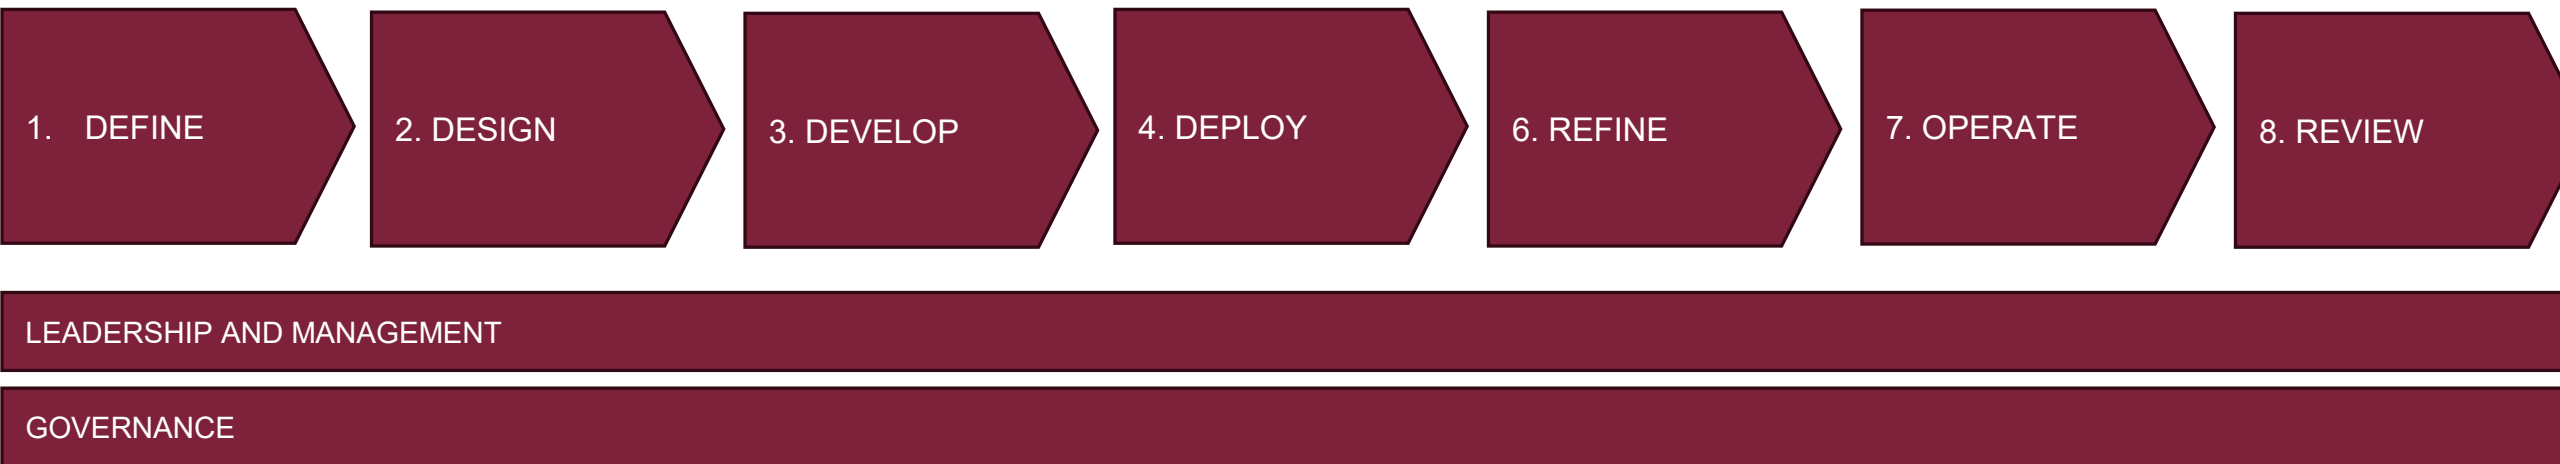 1. DEFINE
2. DESIGN
3. DEVELOP
4. DEPLOY
6. REFINE
7. OPERATE
8. REVIEW
LEADERSHIP AND MANAGEMENT
GOVERNANCE